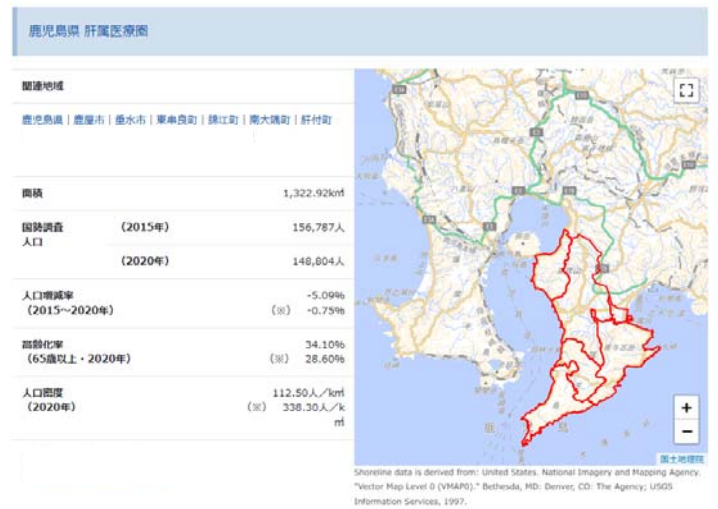 鹿児島県 肝属医療圏
関連地域
鹿児島県 | 鹿屋市 | 垂水市 | 東串良町 | 錦江町 | 南大隅町 | 肝付町
面積 1,322.92k㎡
国勢調査 (2015年) 156,787人
人口
(2020年) 148,804人
人口増減率 -5.09%
(2015～2020年) (※) -0.75%
高齢化率 34.10%
(65歳以上・2020年) (※) 28.60%
人口密度 112.50人／k㎡
(2020年) (※) 338.30人／k
㎡
+
−
国土地理院
Shoreline data is derived from: United States. National Imagery and Mapping Agency.
"Vector Map Level 0 (VMAP0)." Bethesda, MD: Denver, CO: The Agency; USGS
Information Services, 1997.